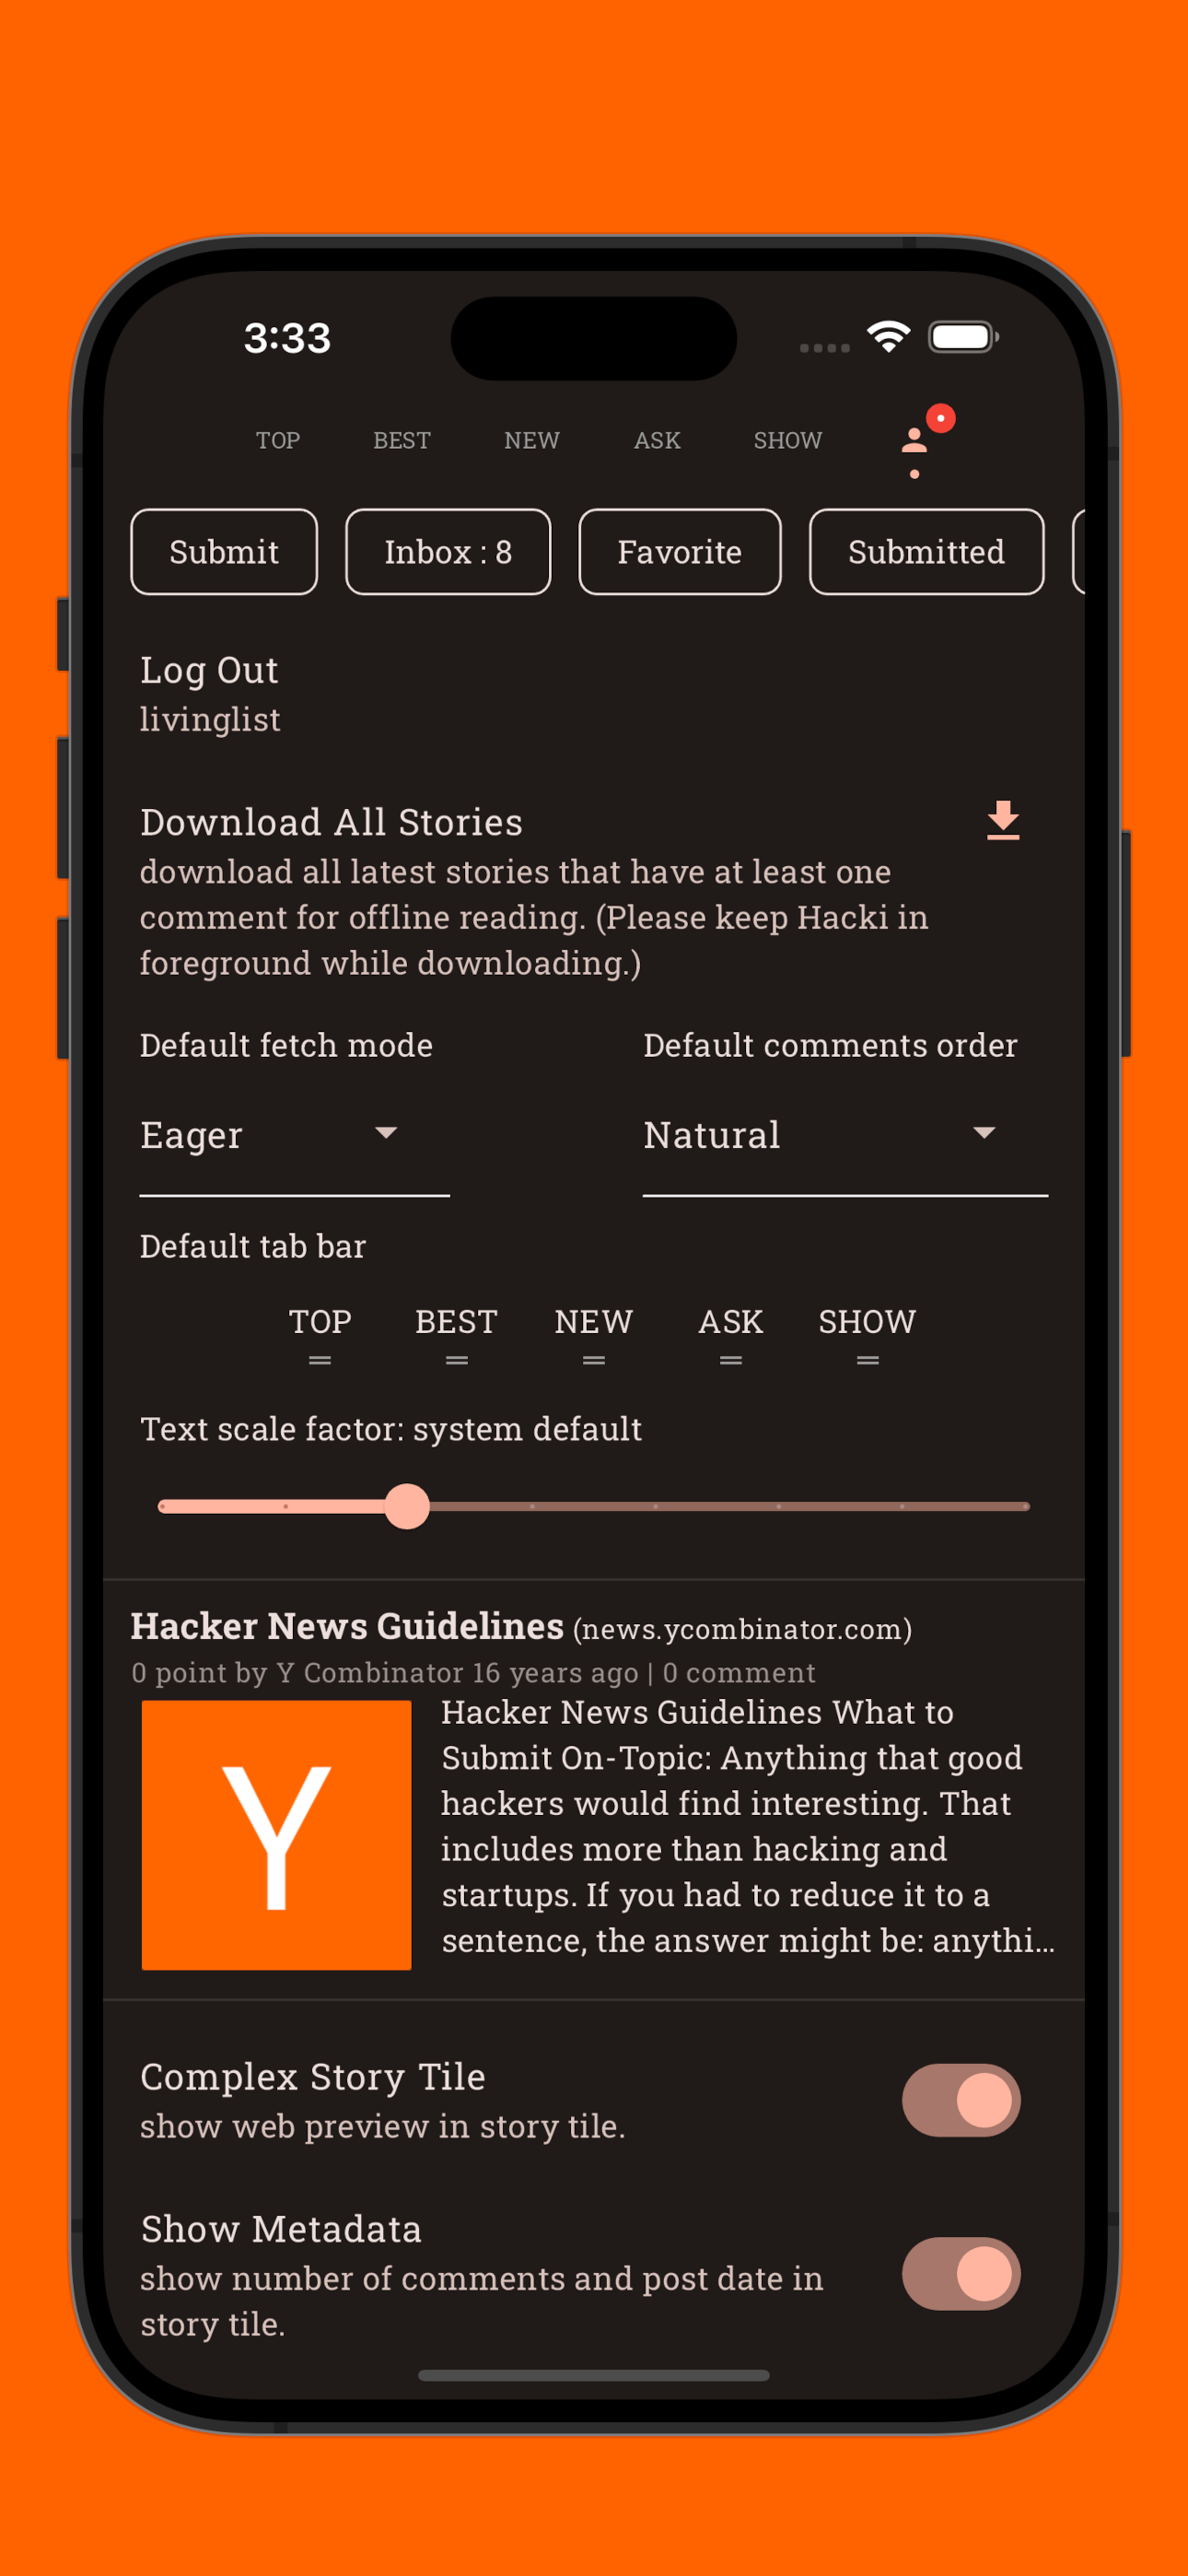 3:33
TOP BEST NEW ASK SHOW
Submit Inbox : 8 Favorite Submitted
Log Out
livinglist
Download All Stories
download all latest stories that have at least one
comment for offline reading. (Please keep Hacki in
foreground while downloading.)
Default fetch mode Default comments order
Eager Natural
Default tab bar
TOP BEST NEW ASK SHOW
Text scale factor: system default
Hacker News Guidelines (news.ycombinator.com)
0 point by Y Combinator 16 years ago | 0 comment
Y
Hacker News Guidelines What to
Submit On-Topic: Anything that good
hackers would find interesting. That
includes more than hacking and
startups. If you had to reduce it to a
sentence, the answer might be: anythi...
Complex Story Tile
show web preview in story tile.
Show Metadata
show number of comments and post date in
story tile.